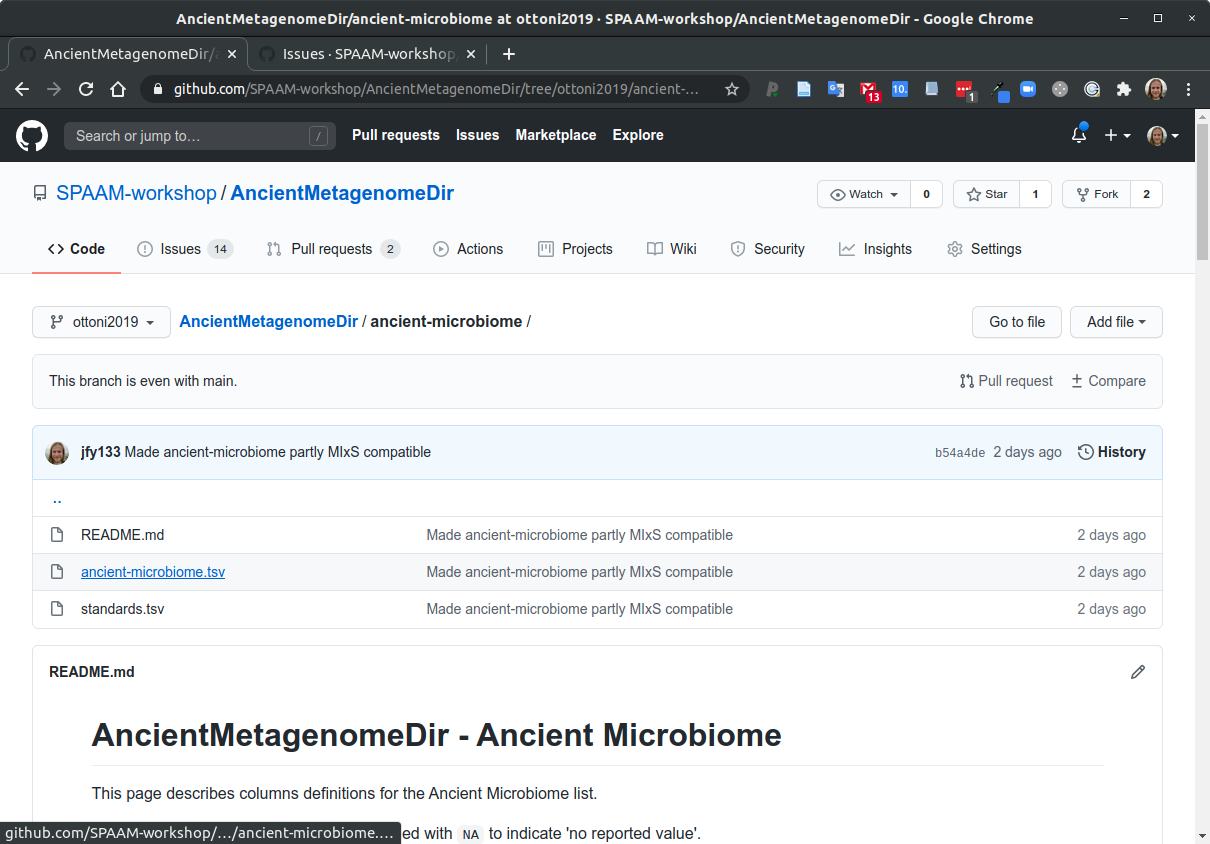 AncientMetagenomeDir/ancient-microbiome at ottoni2019 · SPAAM-workshop/AncientMetagenomeDir - Google Chrome
AncientMetagenomeDir/a
Issues · SPAAM-workshop
github.com/SPAAM-workshop/AncientMetagenomeDir/tree/ottoni2019/ancient-...
13
10.
1
Search or jump to...
/
Pull requests
Issues
Marketplace
Explore
SPAAM-workshop / AncientMetagenomeDir
Watch
0
Star
1
Fork
2
Code
Issues 14
Pull requests 2
Actions
Projects
Wiki
Security
Insights
Settings
ottoni2019
AncientMetagenomeDir / ancient-microbiome /
Go to file
Add file
This branch is even with main.
Pull request
Compare
jfy133 Made ancient-microbiome partly MIxS compatible
b54a4de 2 days ago
History
..
README.md Made ancient-microbiome partly MIxS compatible 2 days ago
ancient-microbiome.tsv Made ancient-microbiome partly MIxS compatible 2 days ago
standards.tsv Made ancient-microbiome partly MIxS compatible 2 days ago
README.md
AncientMetagenomeDir - Ancient Microbiome
This page describes columns definitions for the Ancient Microbiome list.
ed with NA to indicate 'no reported value'.
github.com/SPAAM-workshop/.../ancient-microbiome....